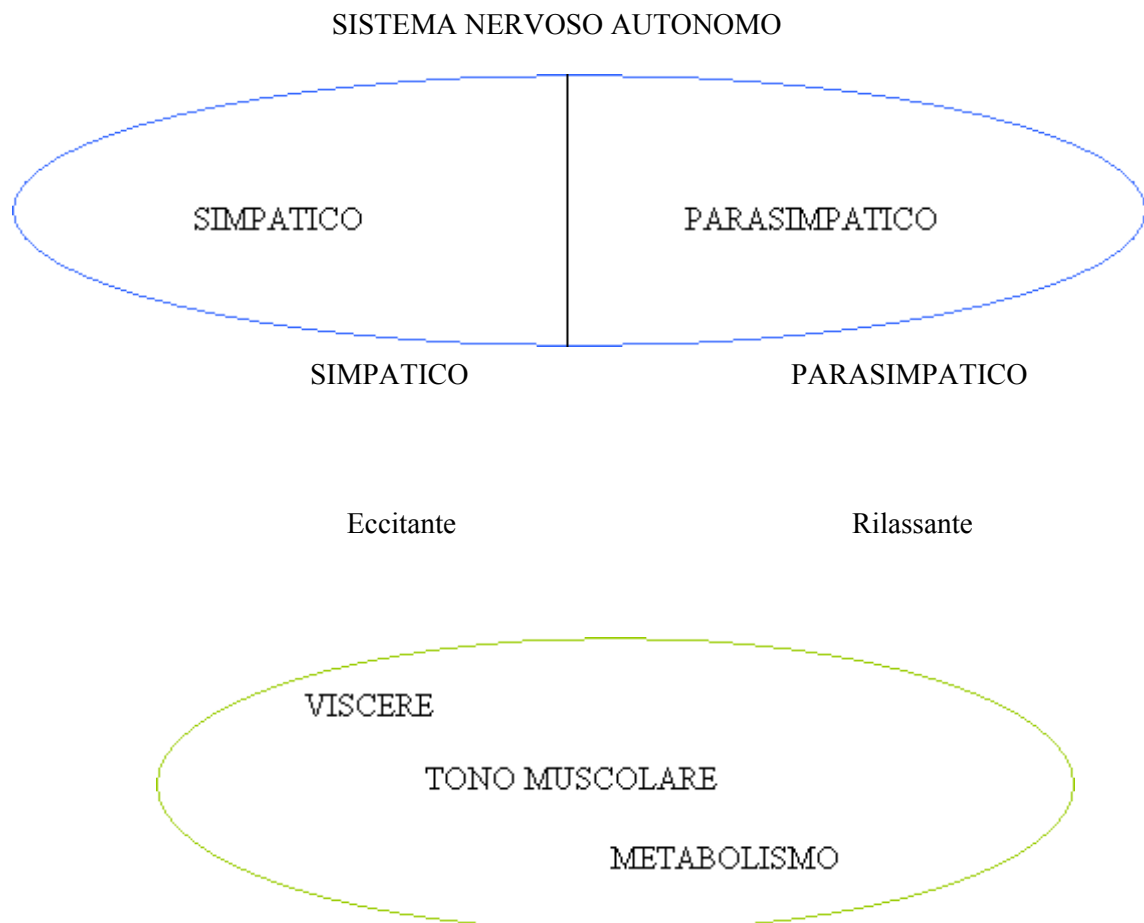 SISTEMA NERVOSO AUTONOMO
SIMPATICO PARASIMPATICO
SIMPATICO PARASIMPATICO
Eccitante Rilassante
VISCERE
TONO MUSCOLARE
METABOLISMO